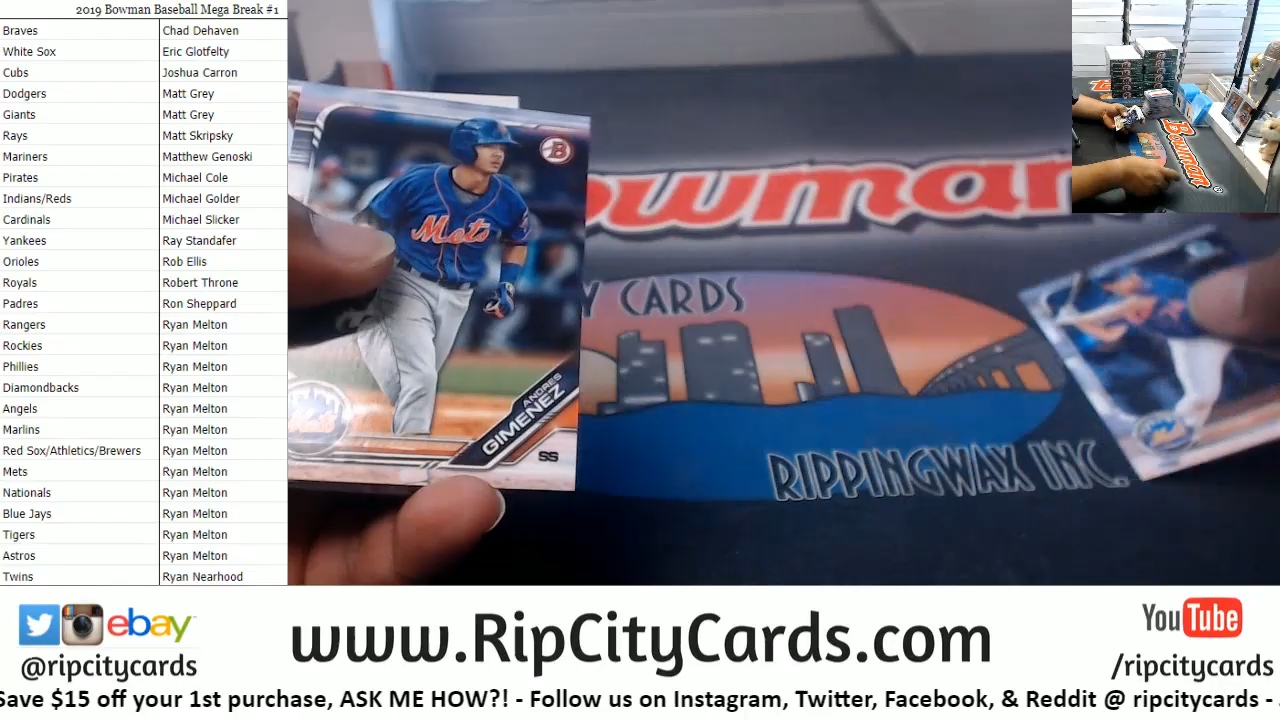 2019 Bowman Baseball Mega Break #1
Braves Chad Dehaven
White Sox Eric Glotfelty
Cubs Joshua Carron
Dodgers Matt Grey
Giants Matt Grey
Rays Matt Skripsky
Mariners Matthew Genoski
Pirates Michael Cole
Indians/Reds Michael Golder
Cardinals Michael Slicker
Yankees Ray Standafer
Orioles Rob Ellis
Royals Robert Throne
Padres Ron Sheppard
Rangers Ryan Melton
Rockies Ryan Melton
Phillies Ryan Melton
Diamondbacks Ryan Melton
Angels Ryan Melton
Marlins Ryan Melton
Red Sox/Athletics/Brewers Ryan Melton
Mets Ryan Melton
Nationals Ryan Melton
Blue Jays Ryan Melton
Tigers Ryan Melton
Astros Ryan Melton
Twins Ryan Nearhood
B
Mets
ANDRES
GIMENEZ
SS
owman
Y CARDS
RIPPINGWAX INC.
Bowman
ebay
@ripcitycards
www.RipCityCards.com
YouTube
/ripcitycards
Save $15 off your 1st purchase, ASK ME HOW?! - Follow us on Instagram, Twitter, Facebook, & Reddit @ ripcitycards -